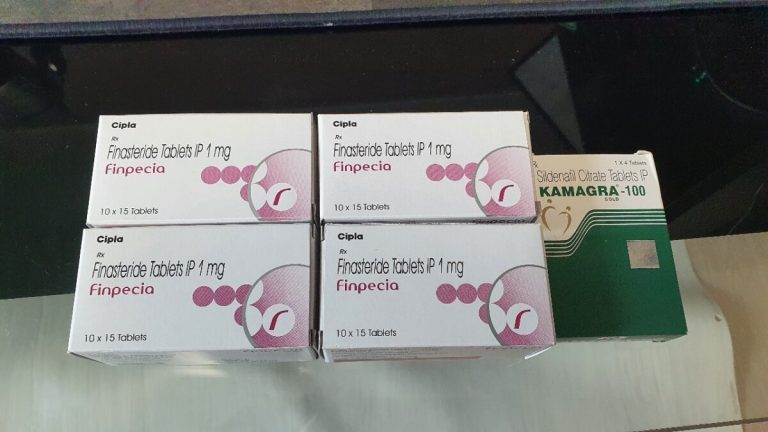 Cipla
Rx
Finasteride Tablets IP 1 mg
Finpecia
10 x 15 Tablets
Cipla
Rx
Finasteride Tablets IP 1 mg
Finpecia
10 x 15 Tablets
Cipla
Rx
Finasteride Tablets IP 1 mg
Finpecia
10 x 15 Tablets
Cipla
Rx
Finasteride Tablets IP 1 mg
Finpecia
10 x 15 Tablets
1 X 4 Tablets
Sildenafil Citrate Tablets IP
KAMAGRA-100
GOLD